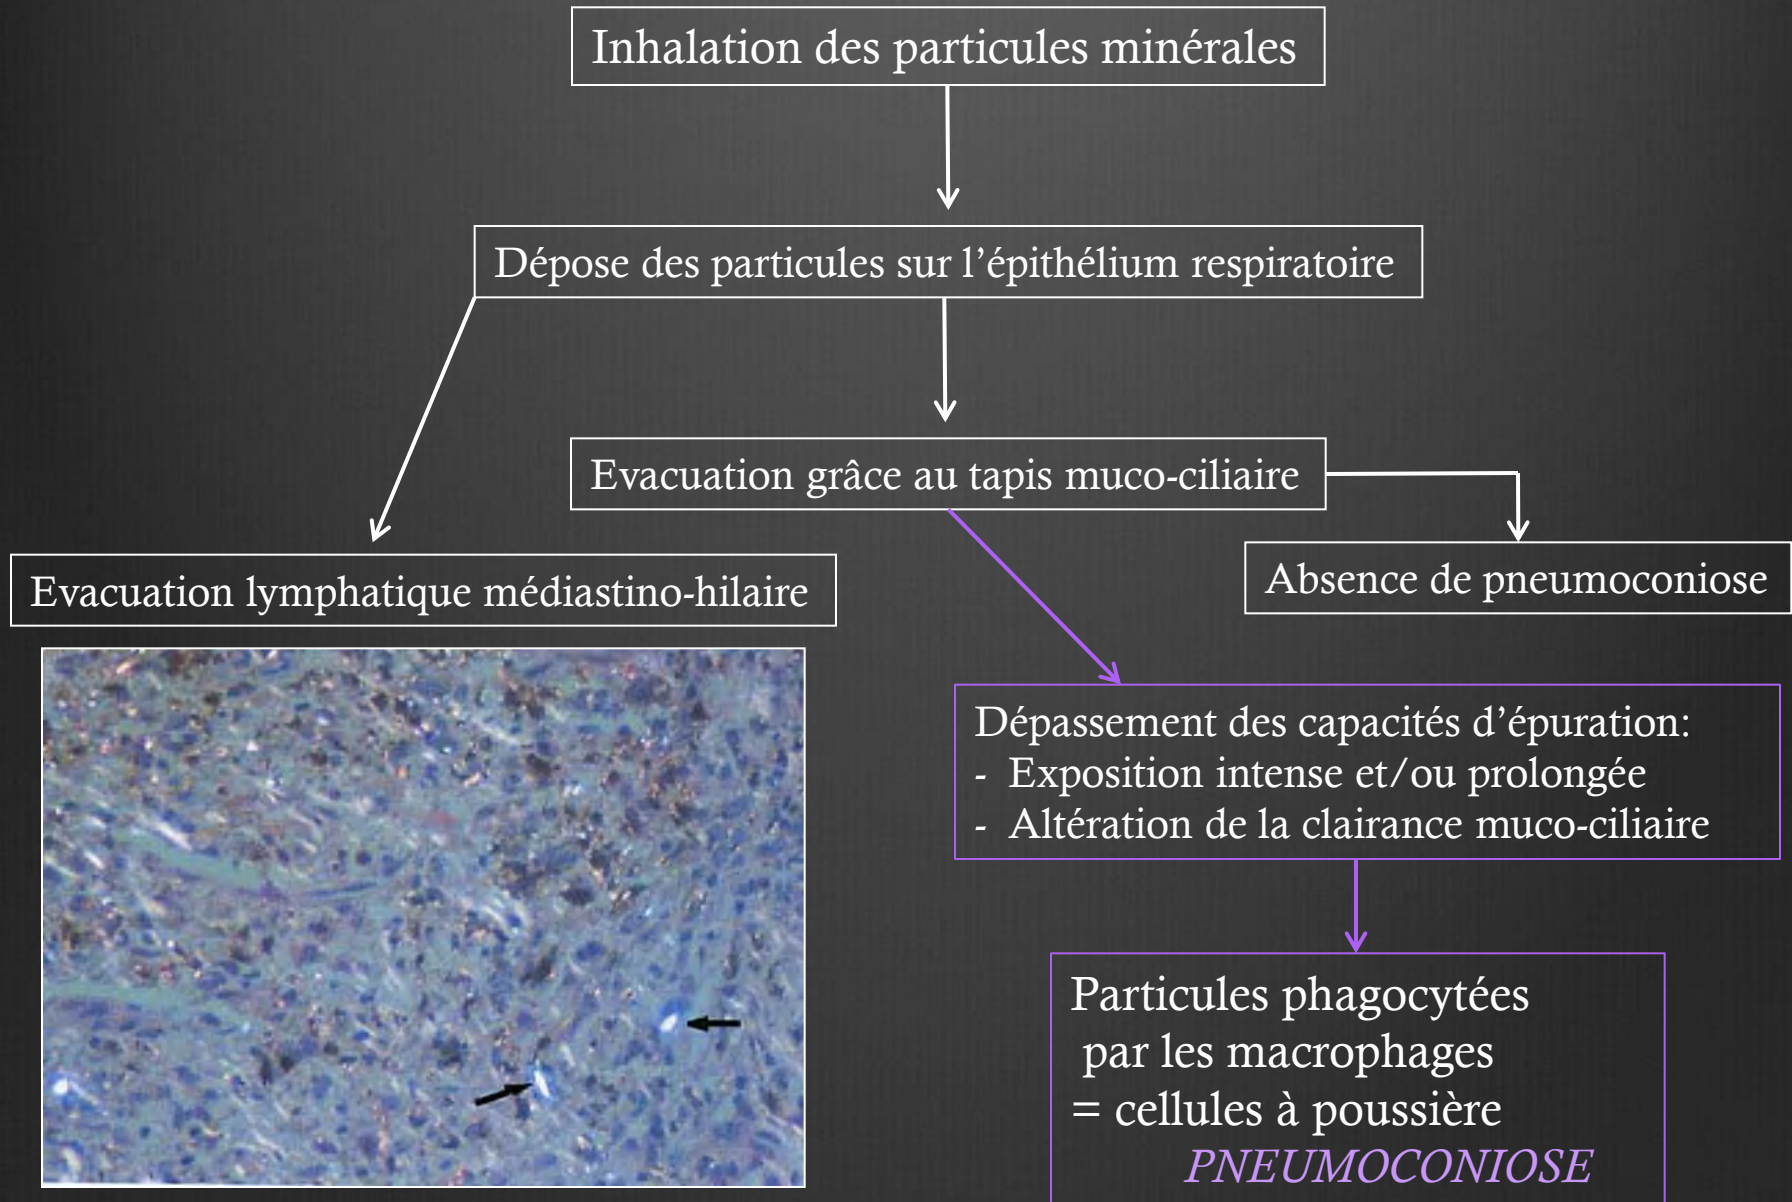 Inhalation des particules minérales
Dépose des particules sur l’épithélium respiratoire
Evacuation grâce au tapis muco-ciliaire
Evacuation lymphatique médiastino-hilaire
Absence de pneumoconiose
Dépassement des capacités d’épuration:
- Exposition intense et/ou prolongée
- Altération de la clairance muco-ciliaire
Particules phagocytées
par les macrophages
= cellules à poussière
PNEUMOCONIOSE